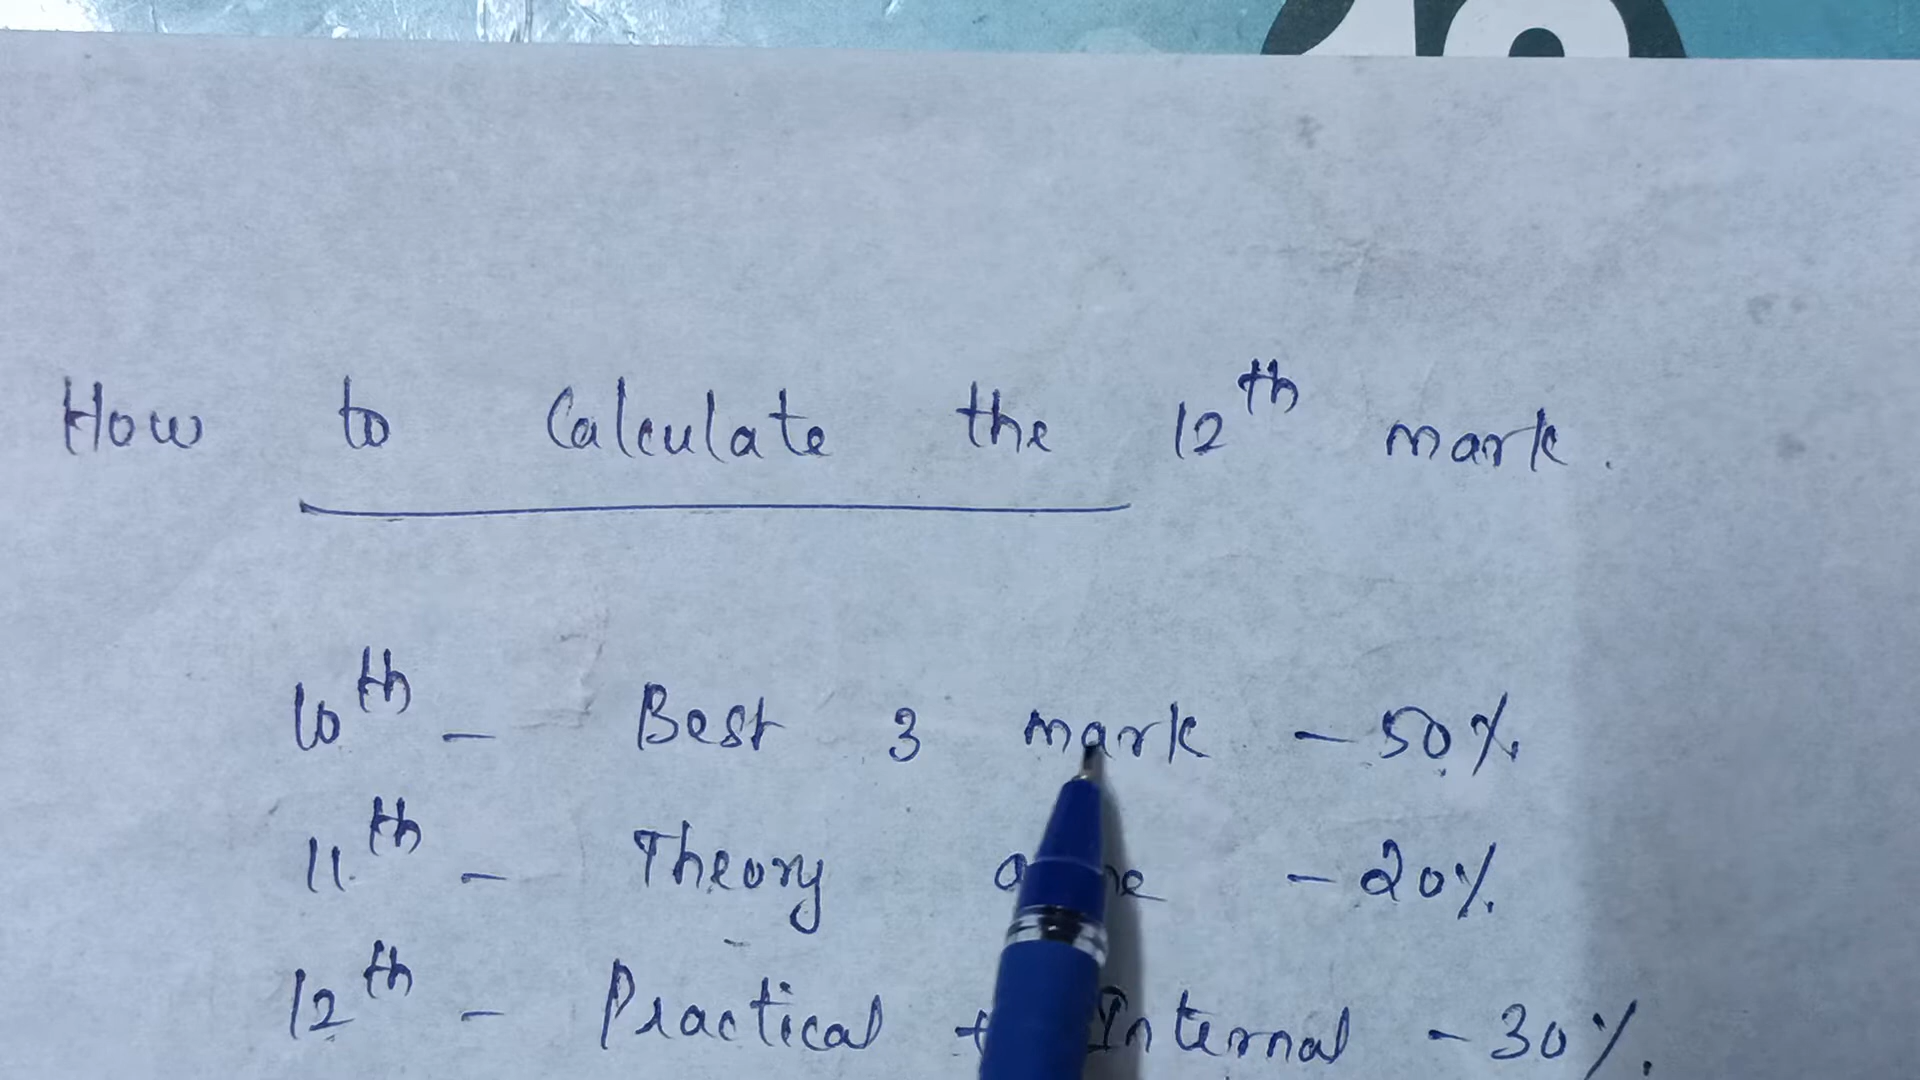 How to Calculate the 12th mark.
10th - Best 3 mark - 50%
11th - Theory - 20%
12th - Practical + Internal - 30%.